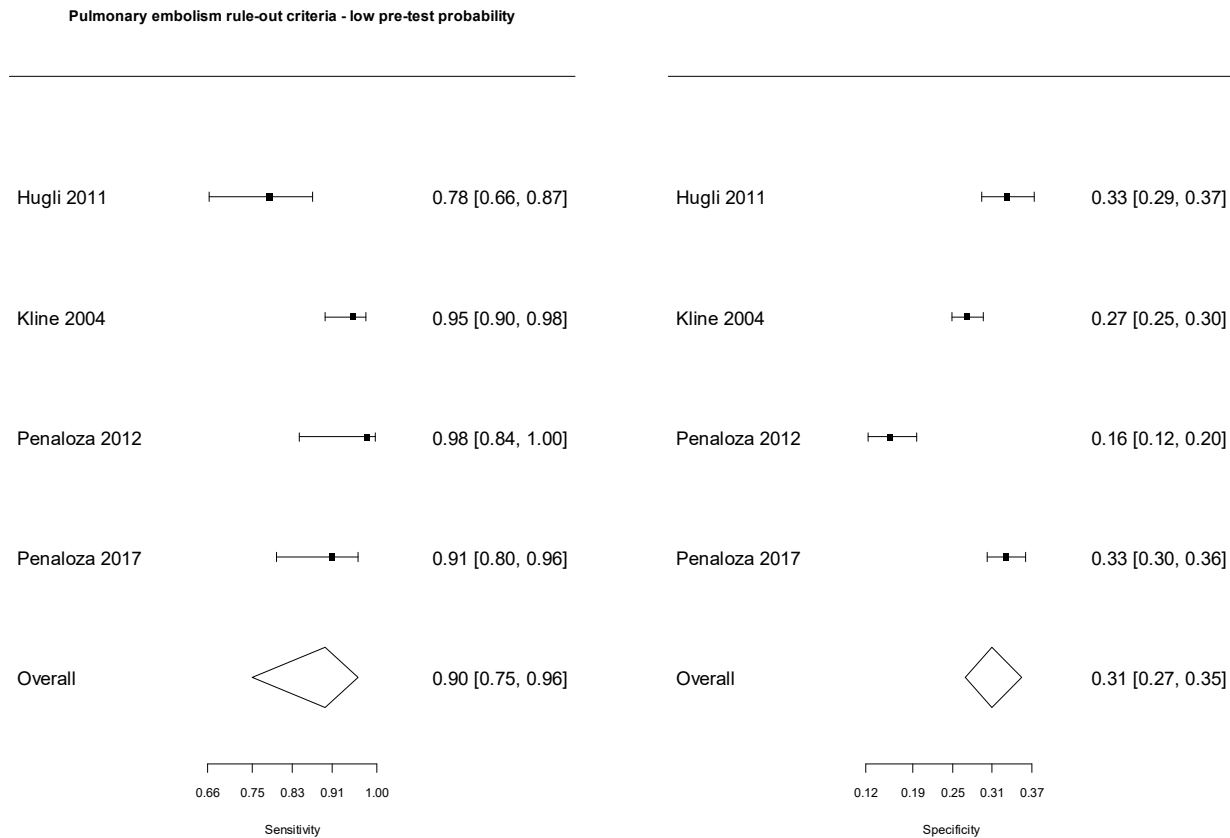 Pulmonary embolism rule-out criteria - low pre-test probability
Hugli 2011 0.78 [0.66, 0.87] Hugli 2011 0.33 [0.29, 0.37]
Kline 2004 0.95 [0.90, 0.98] Kline 2004 0.27 [0.25, 0.30]
Penaloza 2012 0.98 [0.84, 1.00] Penaloza 2012 0.16 [0.12, 0.20]
Penaloza 2017 0.91 [0.80, 0.96] Penaloza 2017 0.33 [0.30, 0.36]
Overall 0.90 [0.75, 0.96] Overall 0.31 [0.27, 0.35]
0.66 0.75 0.83 0.91 1.00 0.12 0.19 0.25 0.31 0.37
Sensitivity Specificity